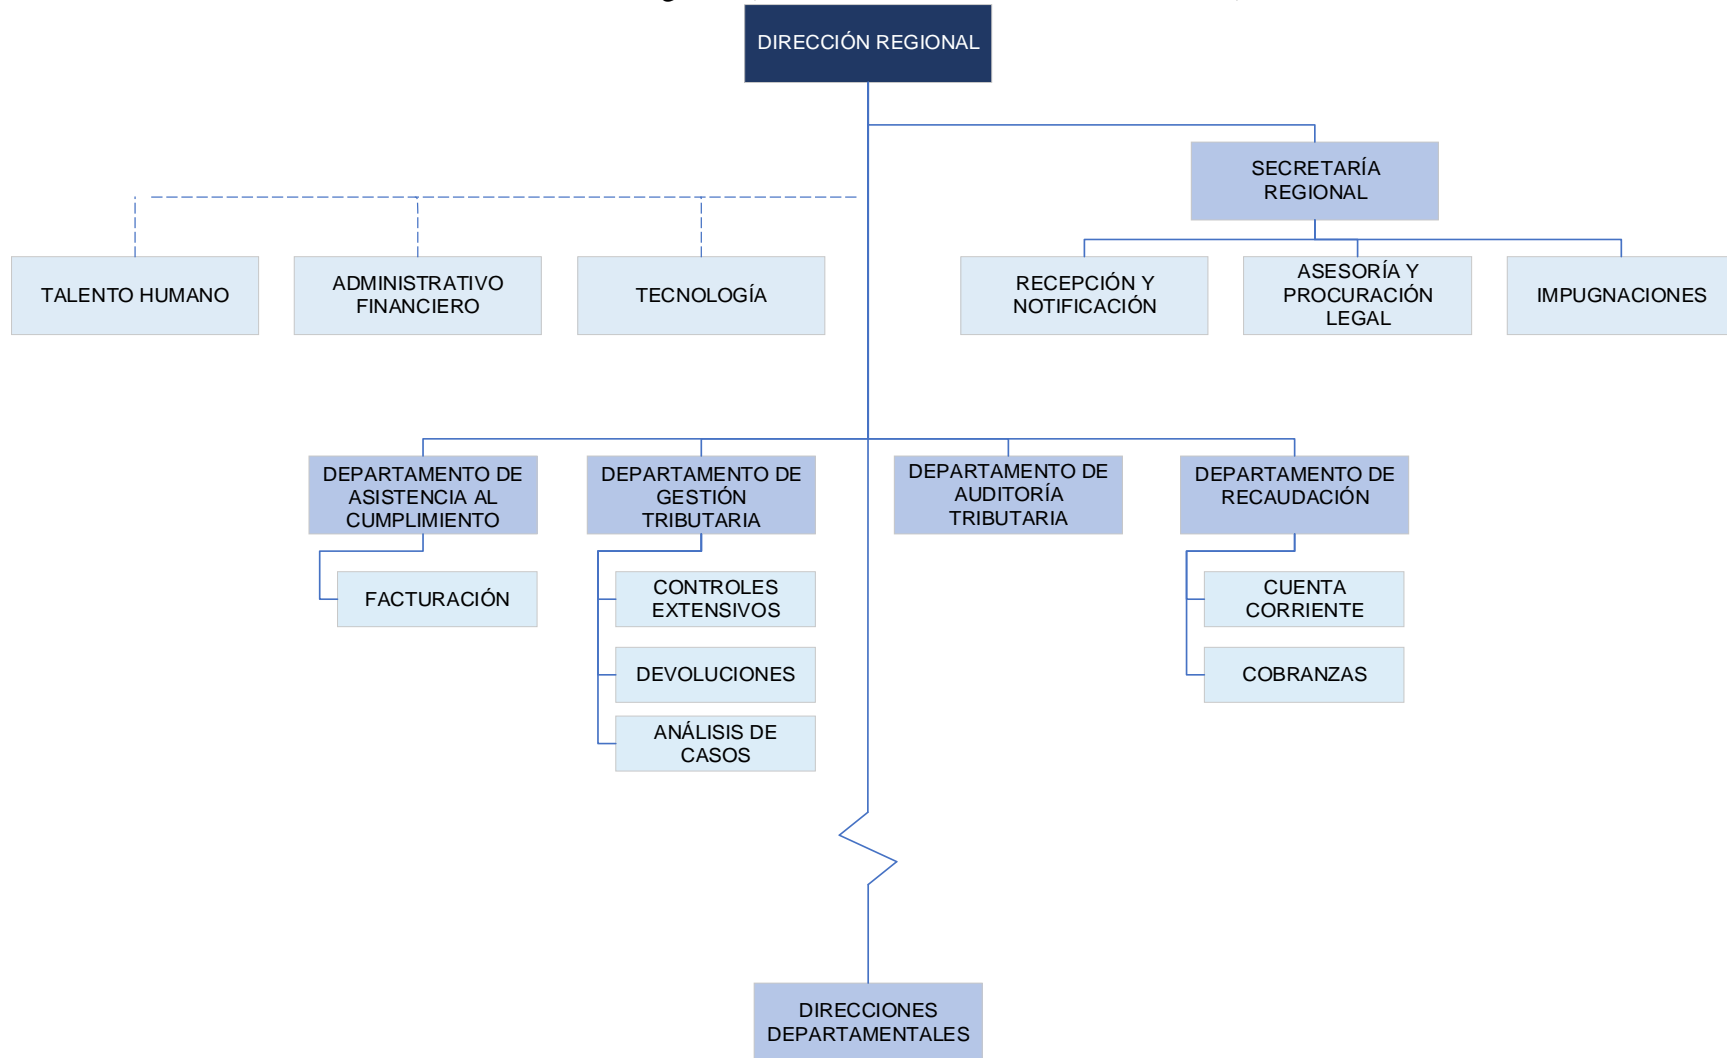 DIRECCIÓN REGIONAL
SECRETARÍA
REGIONAL
TALENTO HUMANO
ADMINISTRATIVO
FINANCIERO
TECNOLOGÍA
RECEPCIÓN Y
NOTIFICACIÓN
ASESORÍA Y
PROCURACIÓN
LEGAL
IMPUGNACIONES
DEPARTAMENTO DE
ASISTENCIA AL
CUMPLIMIENTO
DEPARTAMENTO DE
GESTIÓN
TRIBUTARIA
DEPARTAMENTO DE
AUDITORÍA
TRIBUTARIA
DEPARTAMENTO DE
RECAUDACIÓN
FACTURACIÓN
CONTROLES
EXTENSIVOS
DEVOLUCIONES
ANÁLISIS DE
CASOS
CUENTA
CORRIENTE
COBRANZAS
DIRECCIONES
DEPARTAMENTALES